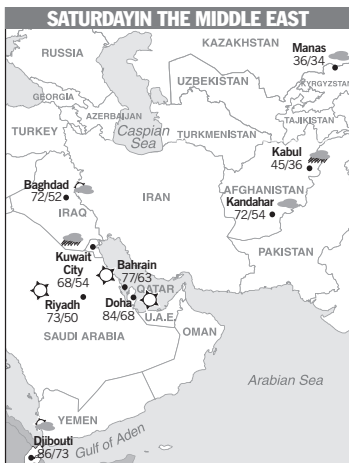 SATURDAYIN THE MIDDLE EAST
KAZAKHSTAN
RUSSIA
Manas
36/34
UZBEKISTAN
KYRGYZSTAN
GEORGIA
AZERBAIJAN
TAJIKISTAN
TURKEY
Caspian
Sea
TURKMENISTAN
Kabul
45/36
Baghdad
72/52
IRAN
AFGHANISTAN
Kandahar
72/54
IRAQ
PAKISTAN
Kuwait
City
68/54
Bahrain
77/63
QATAR
Riyadh
73/50
Doha
84/68
U.A.E.
SAUDI ARABIA
OMAN
Arabian Sea
YEMEN
Djibouti
86/73
Gulf of Aden